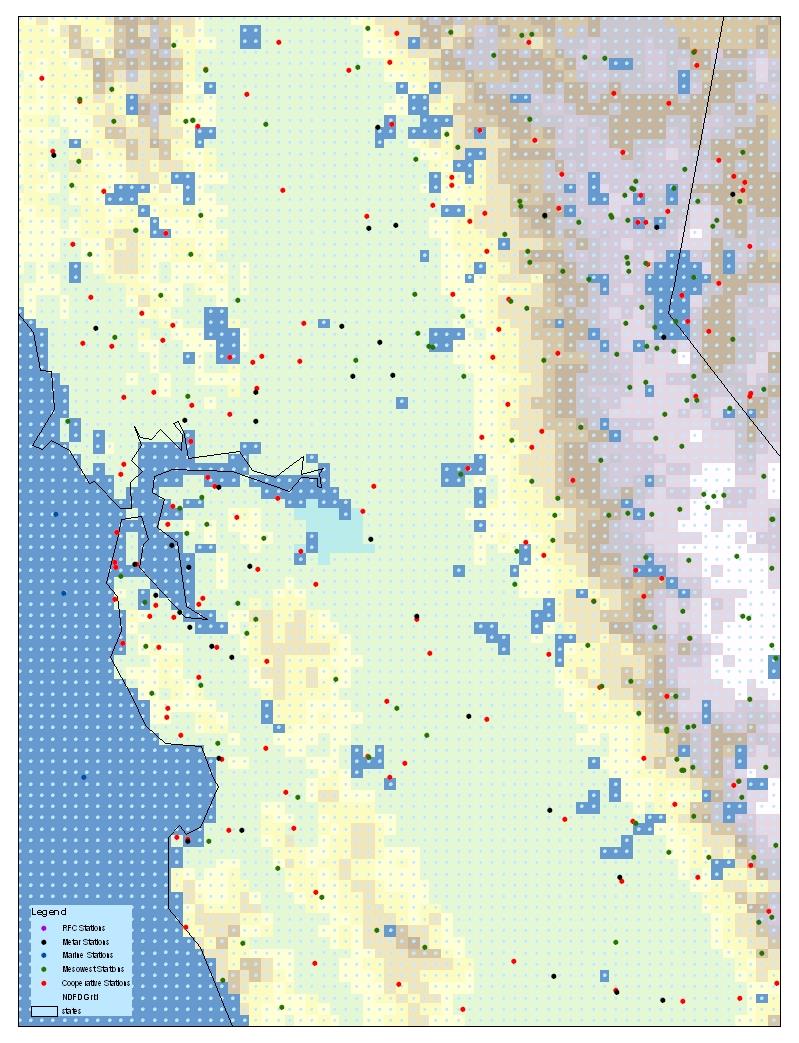 Legend
RFC Stations
Metar Stations
Marine Stations
Mesowest Stations
Cooperative Stations
NDFD Grid
states